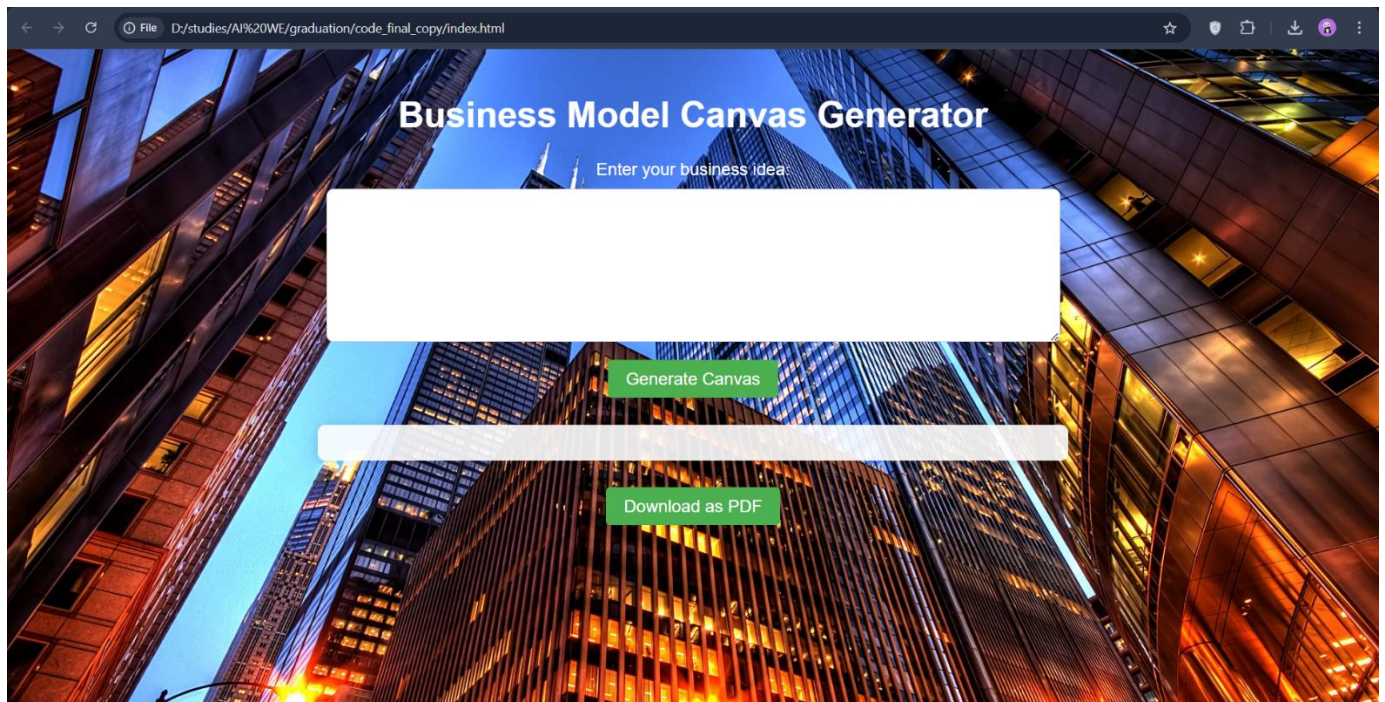 File D:/studies/AI%20WE/graduation/code_final_copy/index.html
Business Model Canvas Generator
Enter your business idea:
Generate Canvas
Download as PDF